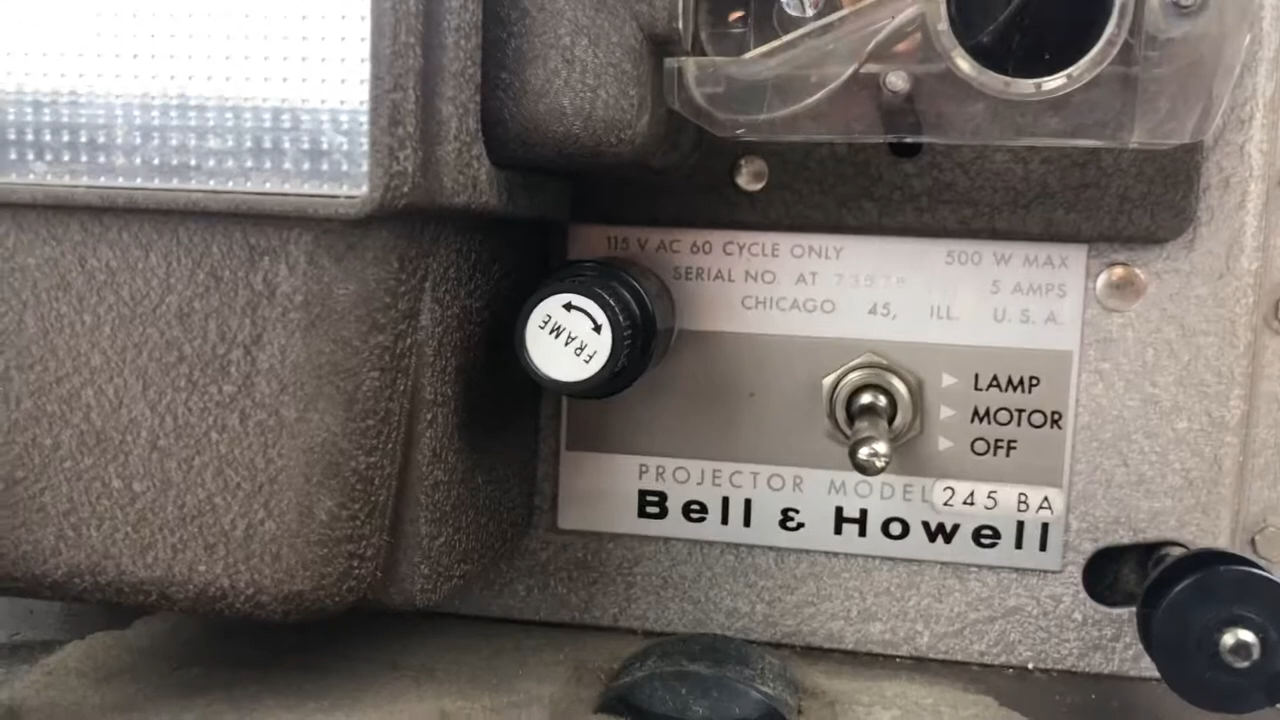 115 V AC 60 CYCLE ONLY 500 W MAX
SERIAL NO. AT 5 AMPS
CHICAGO 45, ILL. U. S. A.
FRAME
LAMP
MOTOR
OFF
PROJECTOR MODEL 245 BA
Bell & Howell